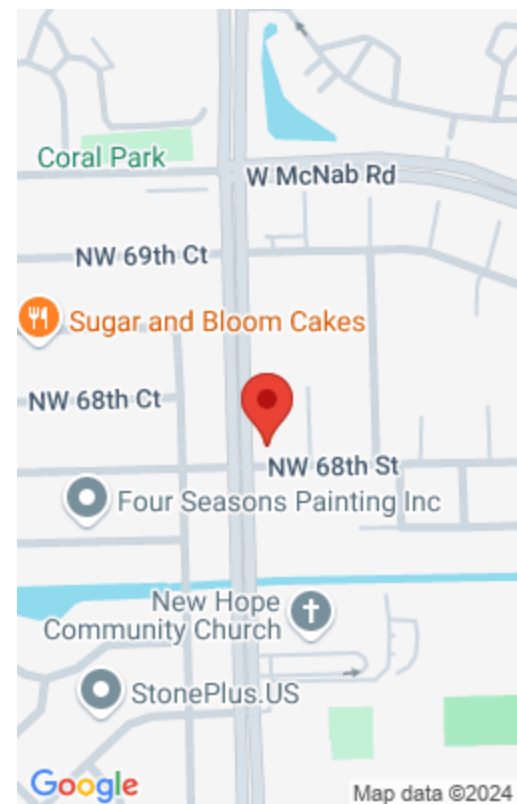 Coral Park
W McNab Rd
NW 69th Ct
Sugar and Bloom Cakes
NW 68th Ct
NW 68th St
Four Seasons Painting Inc
New Hope
Community Church
StonePlus.US
Google
Map data ©2024